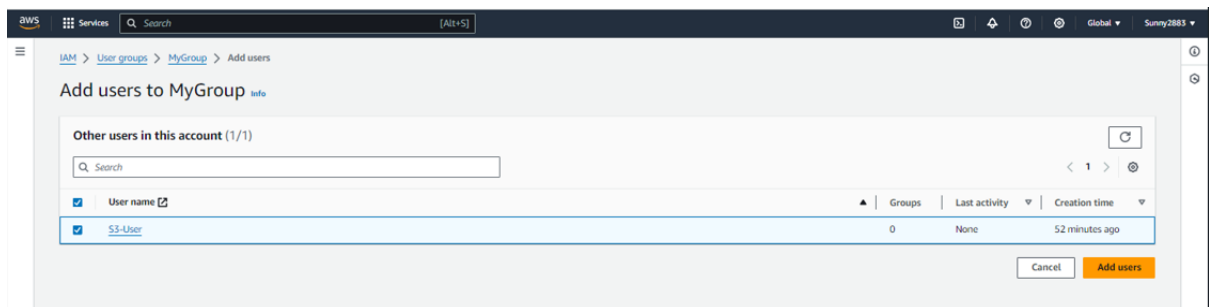 aws Services Search [Alt+S] Global Sunny2883
IAM > User groups > MyGroup > Add users
Add users to MyGroup Info
Other users in this account (1/1)
Search < 1 >
User name Groups Last activity Creation time
S3-User 0 None 52 minutes ago
Cancel Add users